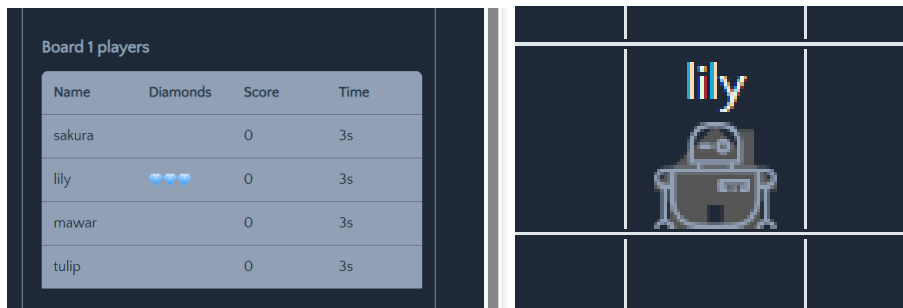 Board 1 players
Name Diamonds Score Time
sakura 0 3s
lily 💙💙💙 0 3s
mawar 0 3s
tulip 0 3s
lily